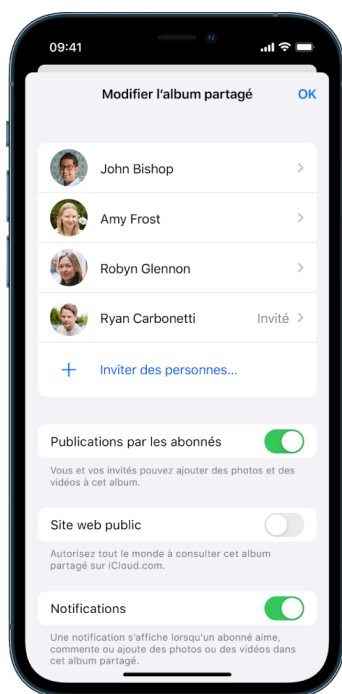 09:41
Modifier l'album partagé OK
John Bishop
Amy Frost
Robyn Glennon
Ryan Carbonetti Invité
+ Inviter des personnes...
Publications par les abonnés
Vous et vos invités pouvez ajouter des photos et des
vidéos à cet album.
Site web public
Autorisez tout le monde à consulter cet album
partagé sur iCloud.com.
Notifications
Une notification s'affiche lorsqu'un abonné aime,
commente ou ajoute des photos ou des vidéos dans
cet album partagé.